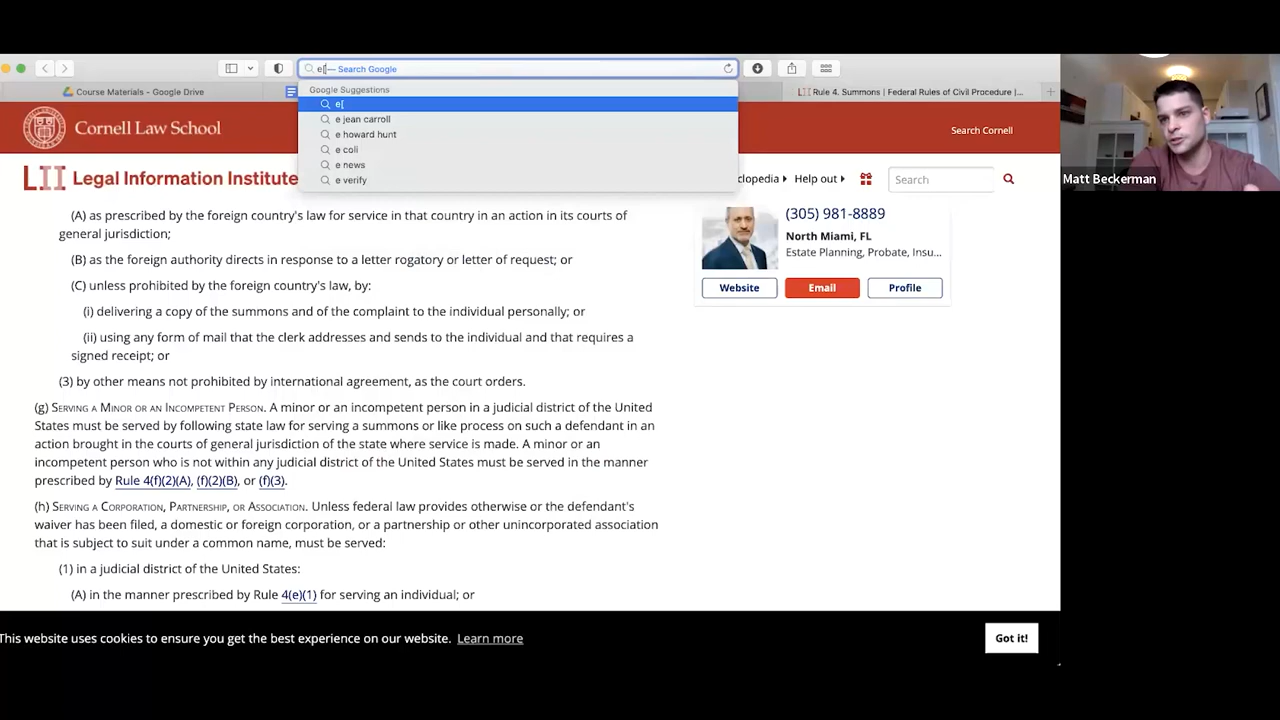 e[ — Search Google
Course Materials – Google Drive
LII Rule 4. Summons | Federal Rules of Civil Procedure |...
Google Suggestions
e[
e jean carroll
e howard hunt
e coli
e news
e verify
Cornell Law School
Search Cornell
LII Legal Information Institute
clopedia
Help out
Search
Matt Beckerman
(A) as prescribed by the foreign country's law for service in that country in an action in its courts of
general jurisdiction;
(B) as the foreign authority directs in response to a letter rogatory or letter of request; or
(C) unless prohibited by the foreign country's law, by:
(i) delivering a copy of the summons and of the complaint to the individual personally; or
(ii) using any form of mail that the clerk addresses and sends to the individual and that requires a
signed receipt; or
(3) by other means not prohibited by international agreement, as the court orders.
(g) Serving a Minor or an Incompetent Person. A minor or an incompetent person in a judicial district of the United
States must be served by following state law for serving a summons or like process on such a defendant in an
action brought in the courts of general jurisdiction of the state where service is made. A minor or an
incompetent person who is not within any judicial district of the United States must be served in the manner
prescribed by Rule 4(f)(2)(A), (f)(2)(B), or (f)(3).
(h) Serving a Corporation, Partnership, or Association. Unless federal law provides otherwise or the defendant's
waiver has been filed, a domestic or foreign corporation, or a partnership or other unincorporated association
that is subject to suit under a common name, must be served:
(1) in a judicial district of the United States:
(A) in the manner prescribed by Rule 4(e)(1) for serving an individual; or
(305) 981-8889
North Miami, FL
Estate Planning, Probate, Insu...
Website
Email
Profile
This website uses cookies to ensure you get the best experience on our website. Learn more
Got it!